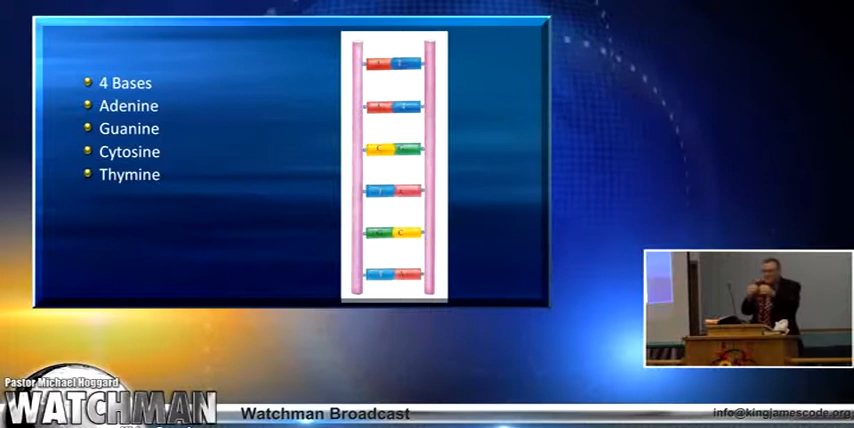 4 Bases
Adenine
Guanine
Cytosine
Thymine
C
C
Pastor Michael Hoggard
WATCHMAN
Watchman Broadcast
info@kingjamescode.org